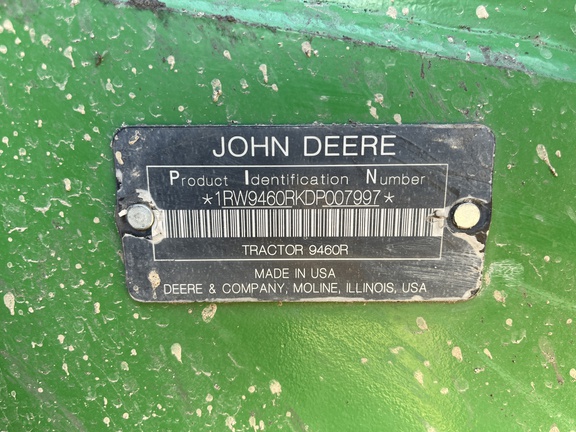 JOHN DEERE
Product Identification Number
*1RW9460RKDP007997*
TRACTOR 9460R
MADE IN USA
DEERE & COMPANY, MOLINE, ILLINOIS, USA